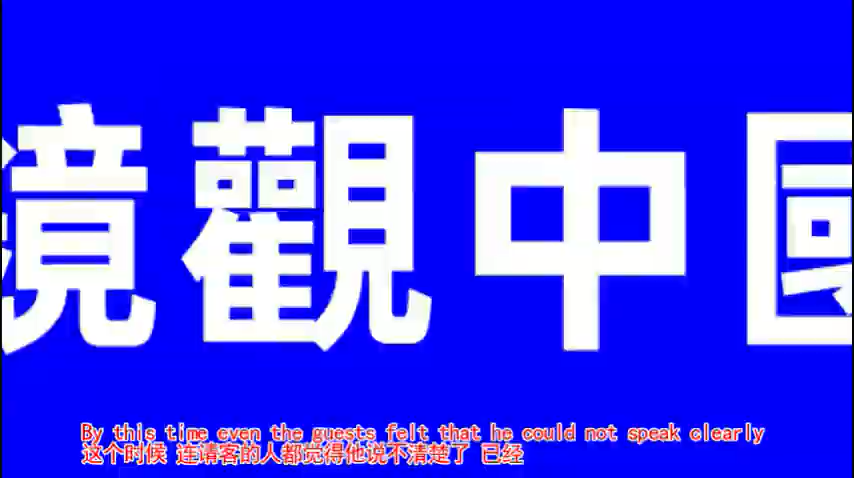 鏡觀中國
By this time even the guests felt that he could not speak clearly
这个时候 连请客的人都觉得他说不清楚了 已经